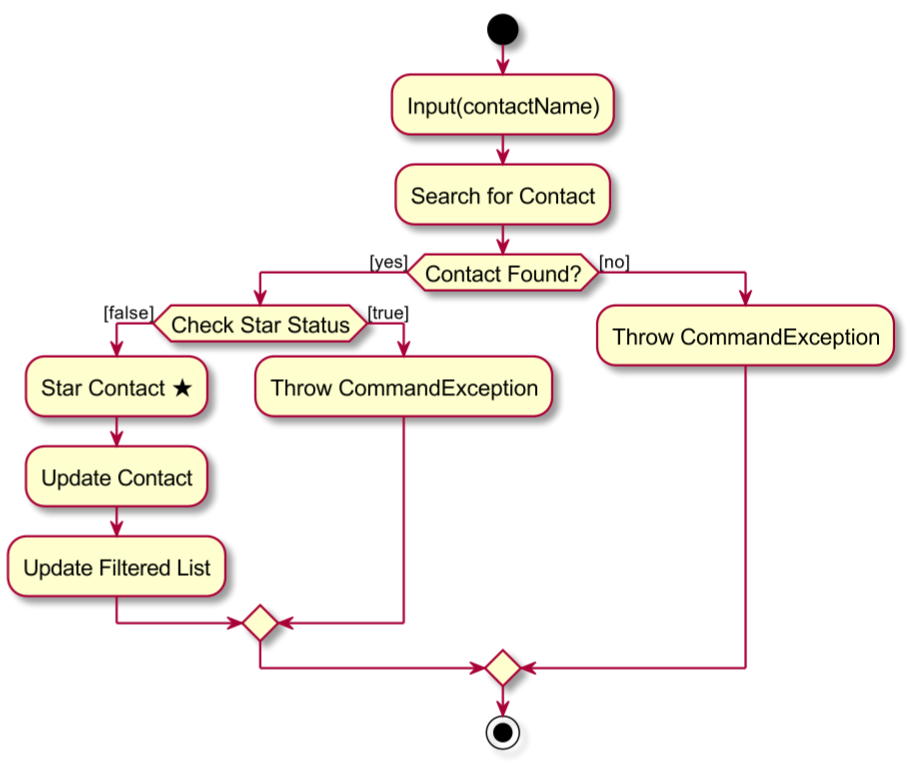 Input(contactName)
Search for Contact
[yes]
Contact Found?
[no]
[false]
Check Star Status
[true]
Throw CommandException
Star Contact ★
Throw CommandException
Update Contact
Update Filtered List